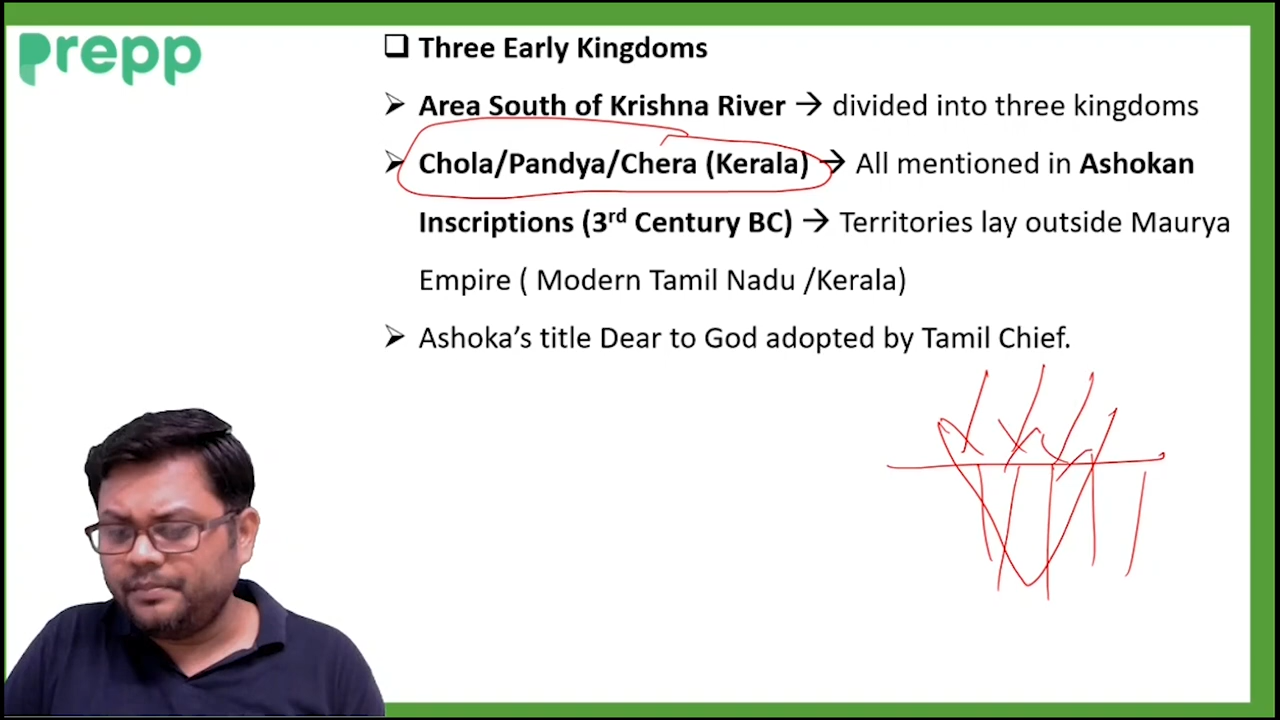 prepp
❑ Three Early Kingdoms
➢ Area South of Krishna River → divided into three kingdoms
➢ Chola/Pandya/Chera (Kerala) → All mentioned in Ashokan
Inscriptions (3rd Century BC) → Territories lay outside Maurya
Empire ( Modern Tamil Nadu /Kerala)
➢ Ashoka’s title Dear to God adopted by Tamil Chief.